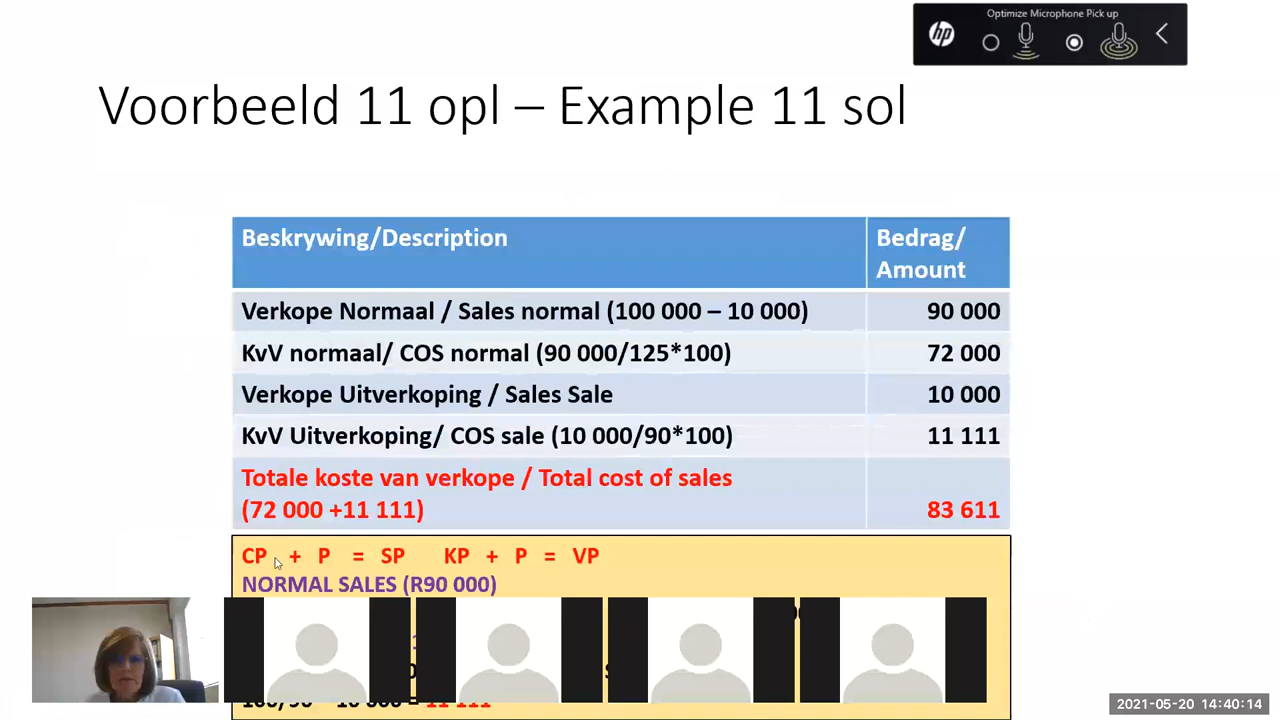 Optimize Microphone Pick up
hp
Voorbeeld 11 opl – Example 11 sol
Beskrywing/Description
Bedrag/
Amount
Verkope Normaal / Sales normal (100 000 – 10 000) 90 000
KvV normaal/ COS normal (90 000/125*100) 72 000
Verkope Uitverkoping / Sales Sale 10 000
KvV Uitverkoping/ COS sale (10 000/90*100) 11 111
Totale koste van verkope / Total cost of sales
(72 000 +11 111) 83 611
CP + P = SP KP + P = VP
NORMAL SALES (R90 000)
2021-05-20 14:40:14